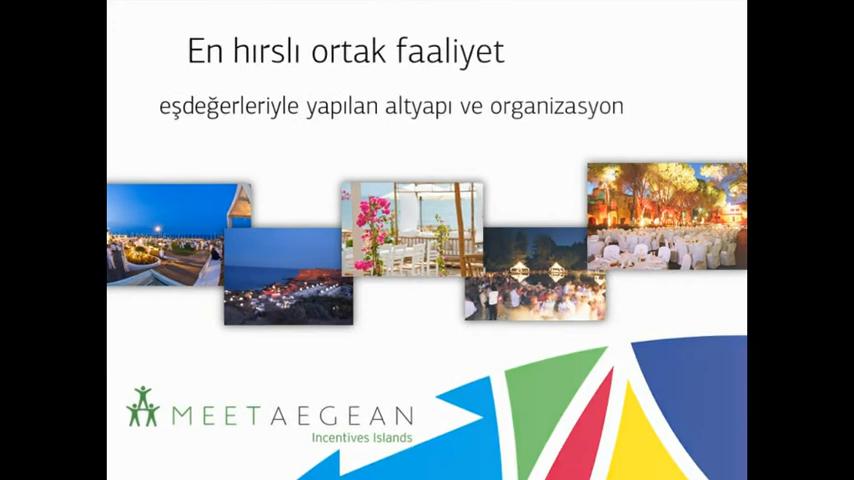 En hırslı ortak faaliyet
eşdeğerleriyle yapılan altyapı ve organizasyon
MEETAEGEAN
Incentives Islands